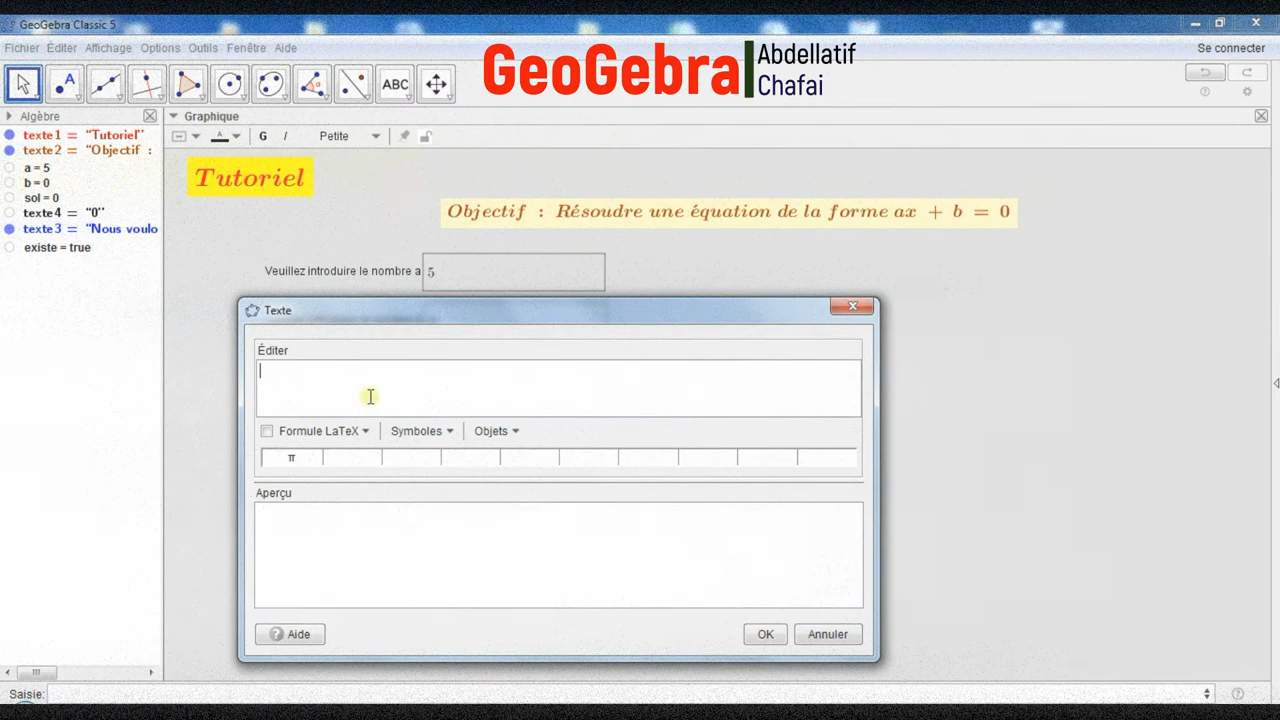 GeoGebra Classic 5
Fichier Éditer Affichage Options Outils Fenêtre Aide
Se connecter
GeoGebra
Abdellatif
Chafai
A
ABC
Algèbre
Graphique
A
G I Petite
texte1 = "Tutoriel"
texte2 = "Objectif :
a = 5
b = 0
sol = 0
texte4 = "0"
texte3 = "Nous voulo
existe = true
Tutoriel
Objectif : Résoudre une équation de la forme ax + b = 0
Veuillez introduire le nombre a 5
Texte
Éditer
Formule LaTeX Symboles Objets
π
Aperçu
? Aide
OK
Annuler
Saisie: